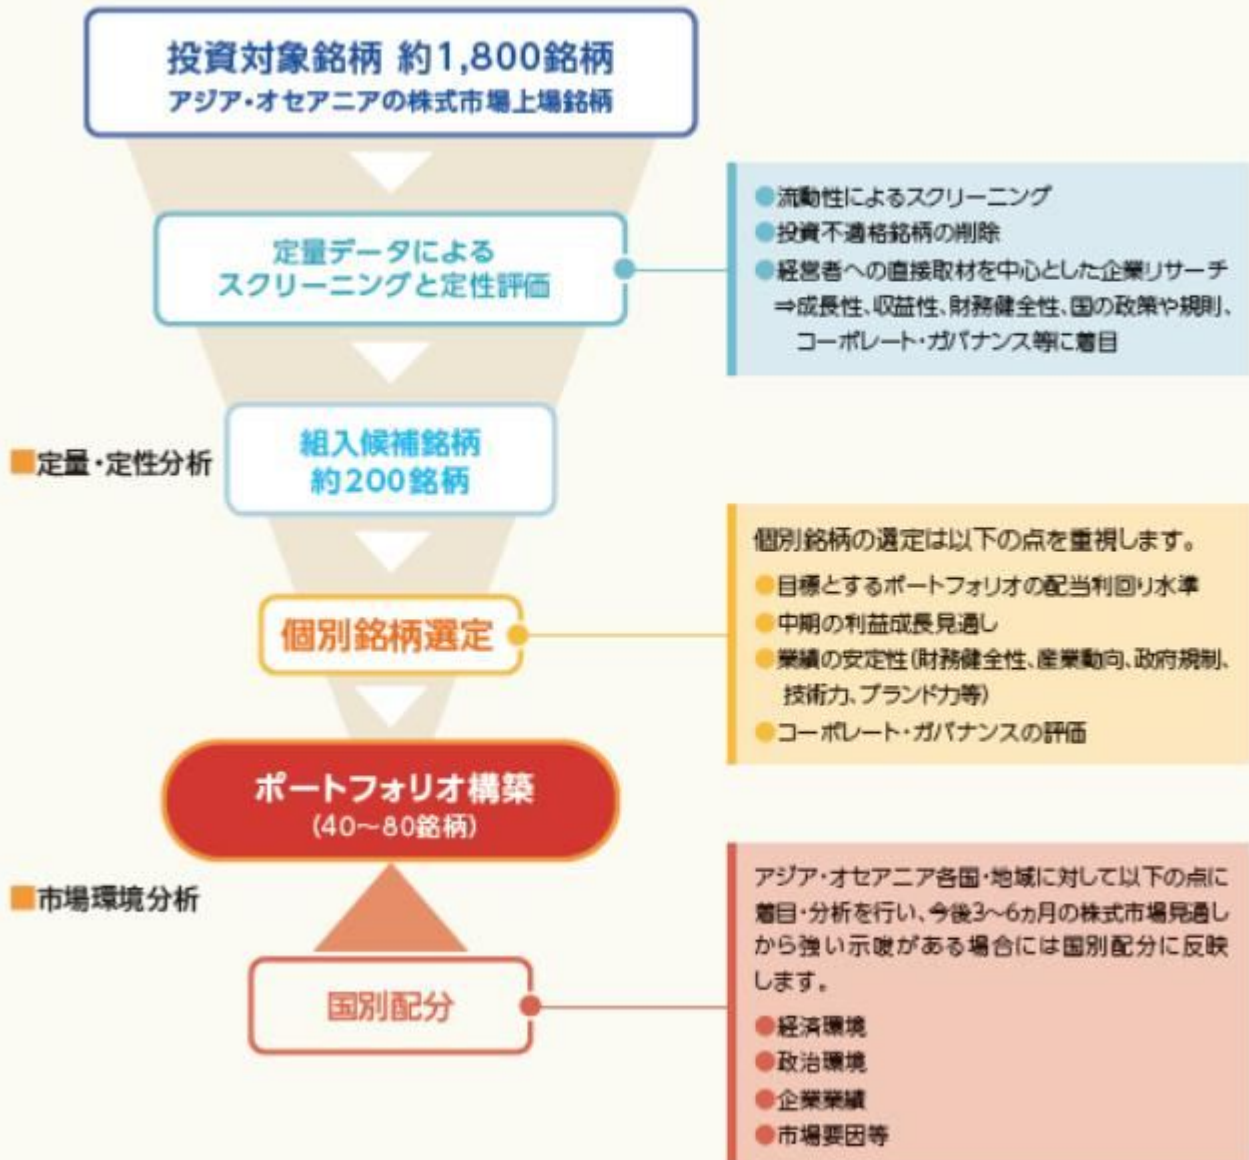 投資対象銘柄 約1,800銘柄
アジア・オセアニアの株式市場上場銘柄
定量データによる
スクリーニングと定性評価
●流動性によるスクリーニング
●投資不適格銘柄の削除
●経営者への直接取材を中心とした企業リサーチ
⇒成長性、収益性、財務健全性、国の政策や規則、
コーポレート・ガバナンス等に着目
■定量・定性分析
組入候補銘柄
約200銘柄
個別銘柄選定
個別銘柄の選定は以下の点を重視します。
●目標とするポートフォリオの配当利回り水準
●中期の利益成長見通し
●業績の安定性(財務健全性、産業動向、政府規制、
技術力、ブランド力等)
●コーポレート・ガバナンスの評価
ポートフォリオ構築
(40～80銘柄)
■市場環境分析
国別配分
アジア・オセアニア各国・地域に対して以下の点に
着目・分析を行い、今後3～6ヵ月の株式市場見通し
から強い示唆がある場合には国別配分に反映
します。
●経済環境
●政治環境
●企業業績
●市場要因等